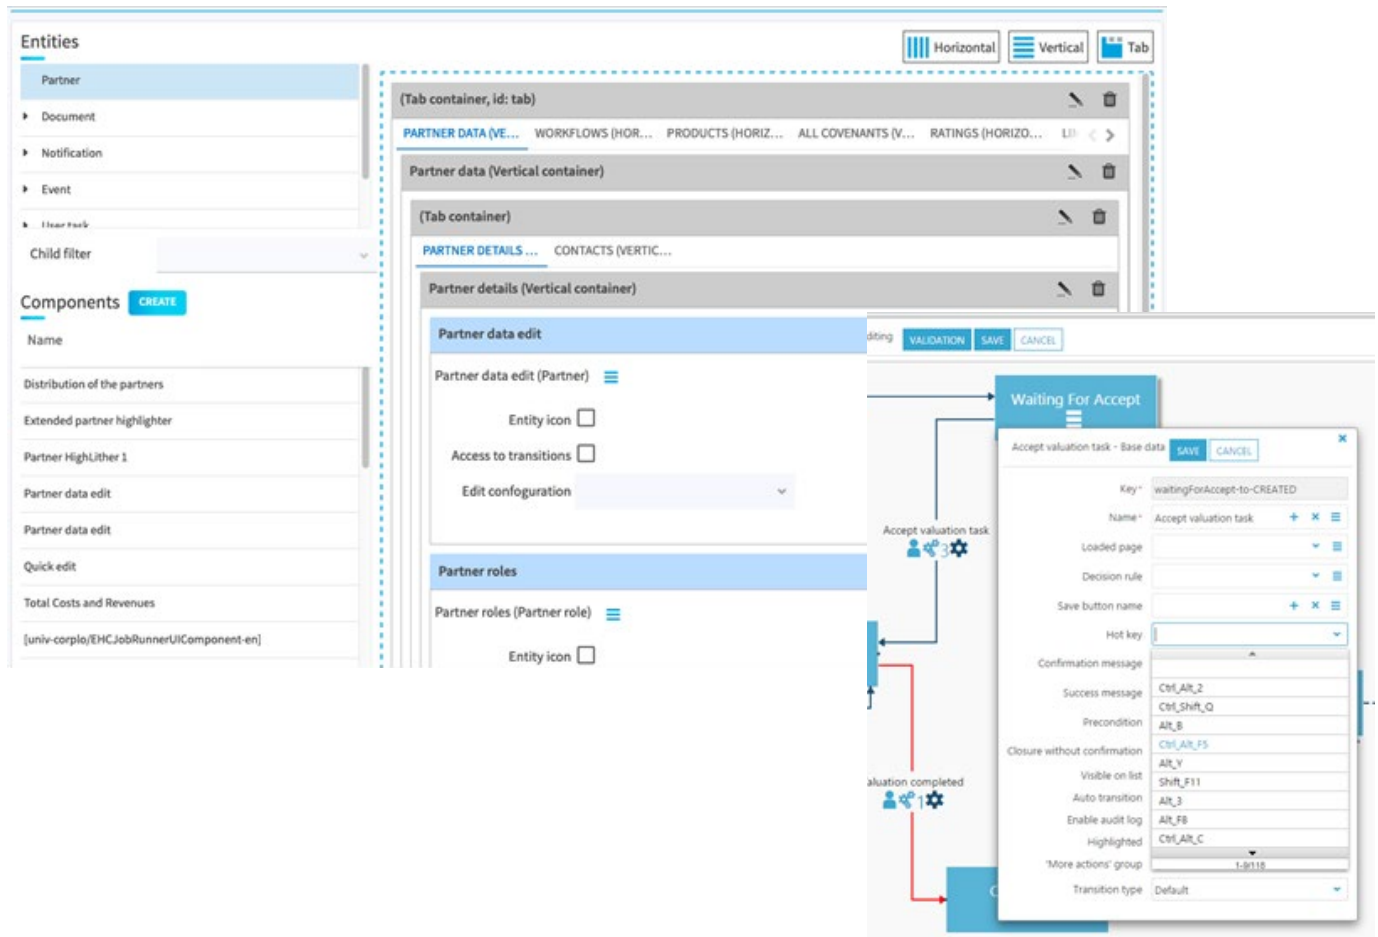 Entities
Horizontal
Vertical
Tab
Partner
Document
Notification
Event
User task
Child filter
Components
CREATE
Name
Distribution of the partners
Extended partner highlighter
Partner HighLither 1
Partner data edit
Partner data edit
Quick edit
Total Costs and Revenues
[univ-corplo/EHCJobRunnerUIComponent-en]
(Tab container, id: tab)
PARTNER DATA (VE... WORKFLOWS (HOR... PRODUCTS (HORIZ... ALL COVENANTS (V... RATINGS (HORIZO...
Partner data (Vertical container)
(Tab container)
PARTNER DETAILS ... CONTACTS (VERTIC...
Partner details (Vertical container)
Partner data edit
Partner data edit (Partner)
Entity icon
Access to transitions
Edit confoguration
Partner roles
Partner roles (Partner role)
Entity icon
diting VALIDATION SAVE CANCEL
Waiting For Accept
Accept valuation task
3
aluation completed
1
Accept valuation task - Base data SAVE CANCEL
Key* waitingForAccept-to-CREATED
Name* Accept valuation task
Loaded page
Decision rule
Save button name
Hot key
Confirmation message
Success message
Precondition
Closure without confirmation
Visible on list
Auto transition
Enable audit log
Highlighted
'More actions' group
Transition type Default
Ctrl_Alt_2
Ctrl_Shift_Q
Alt_B
Ctrl_Alt_F5
Alt_Y
Shift_F11
Alt_3
Alt_F8
Ctrl_Alt_C
1-9/118